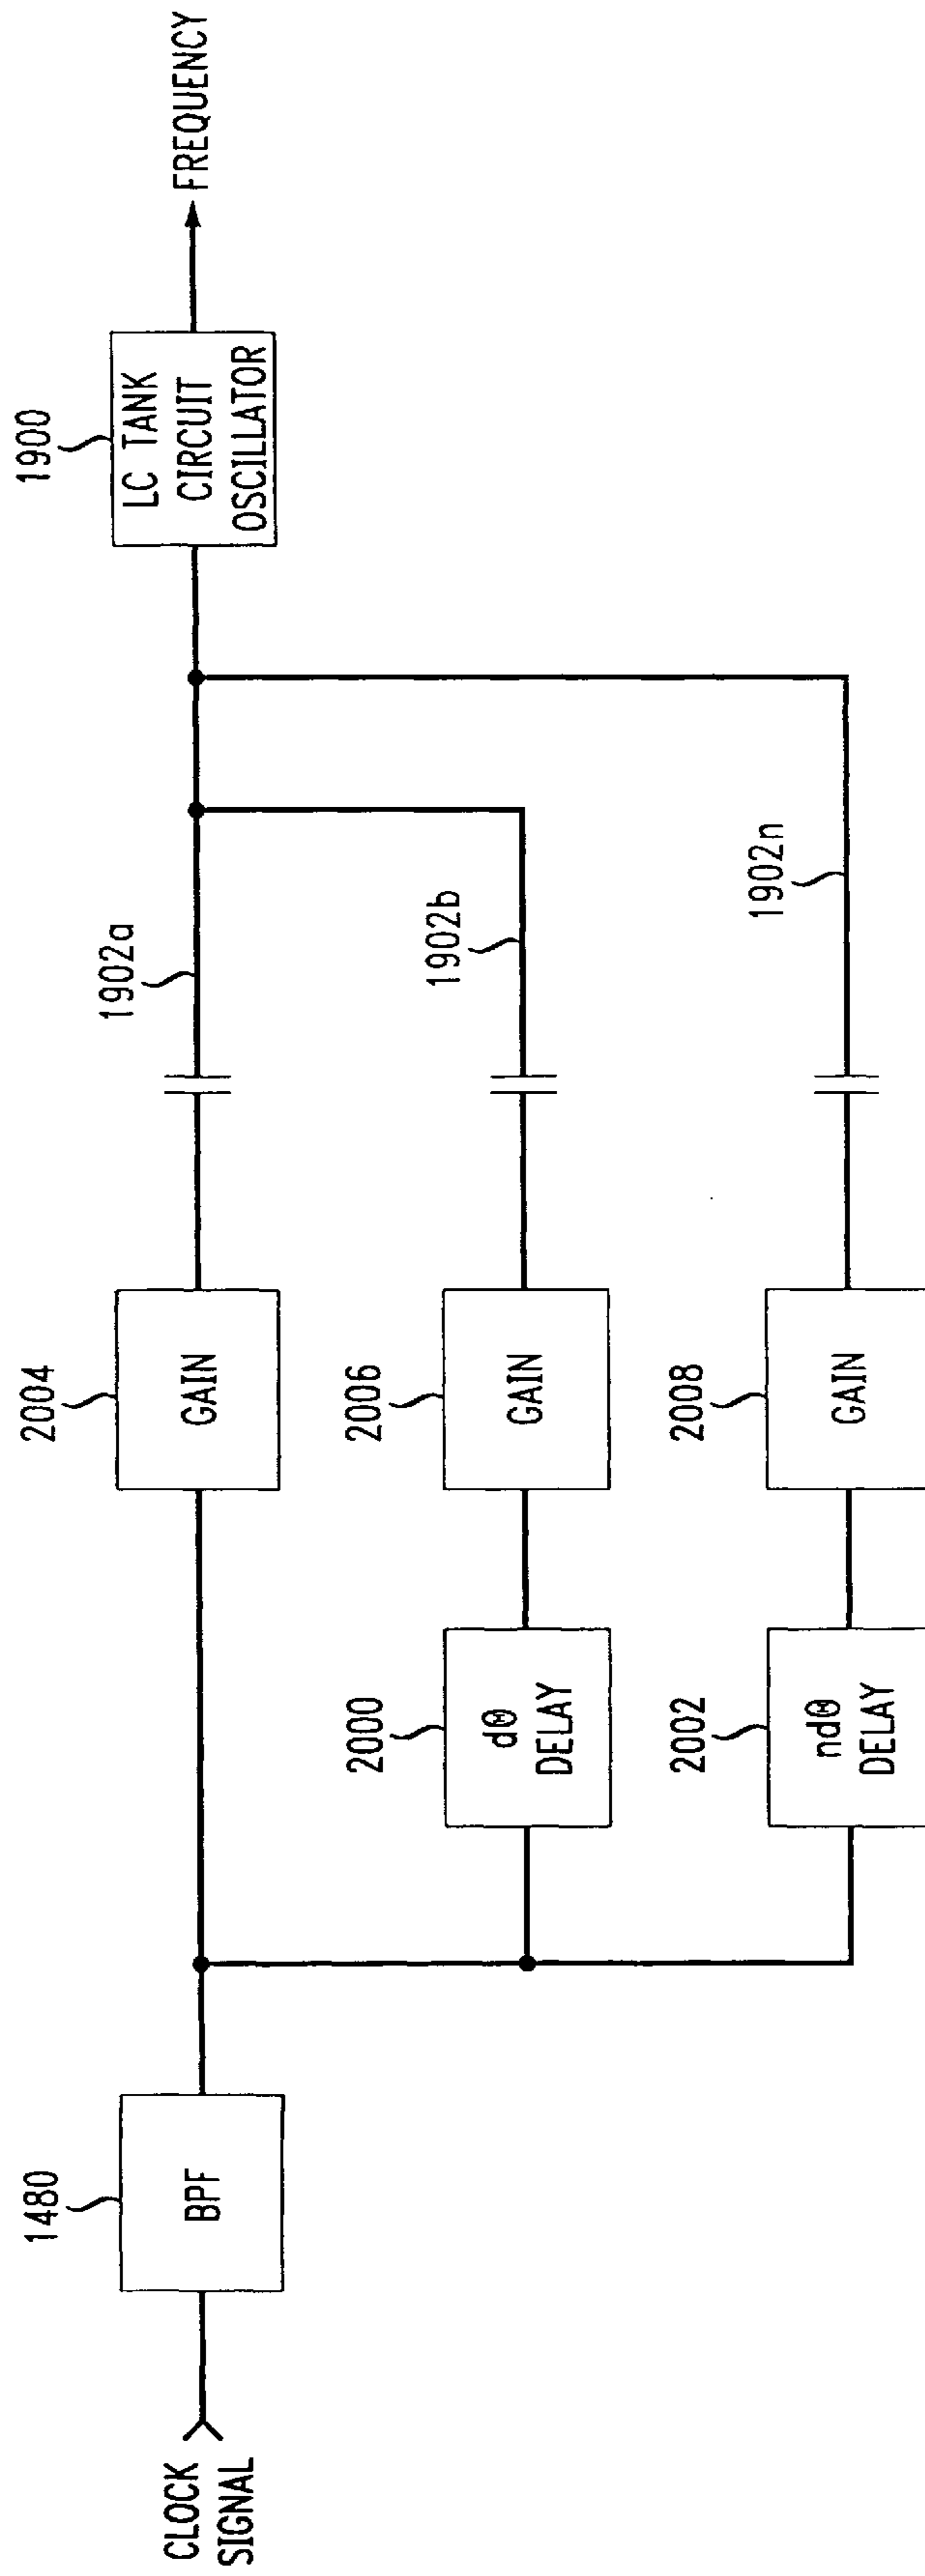 CLOCK
SIGNAL
1480
BPF
2004
GAIN
1902a
1900
LC TANK
CIRCUIT
OSCILLATOR
FREQUENCY
2000
dΘ
DELAY
2006
GAIN
1902b
2002
ndΘ
DELAY
2008
GAIN
1902n